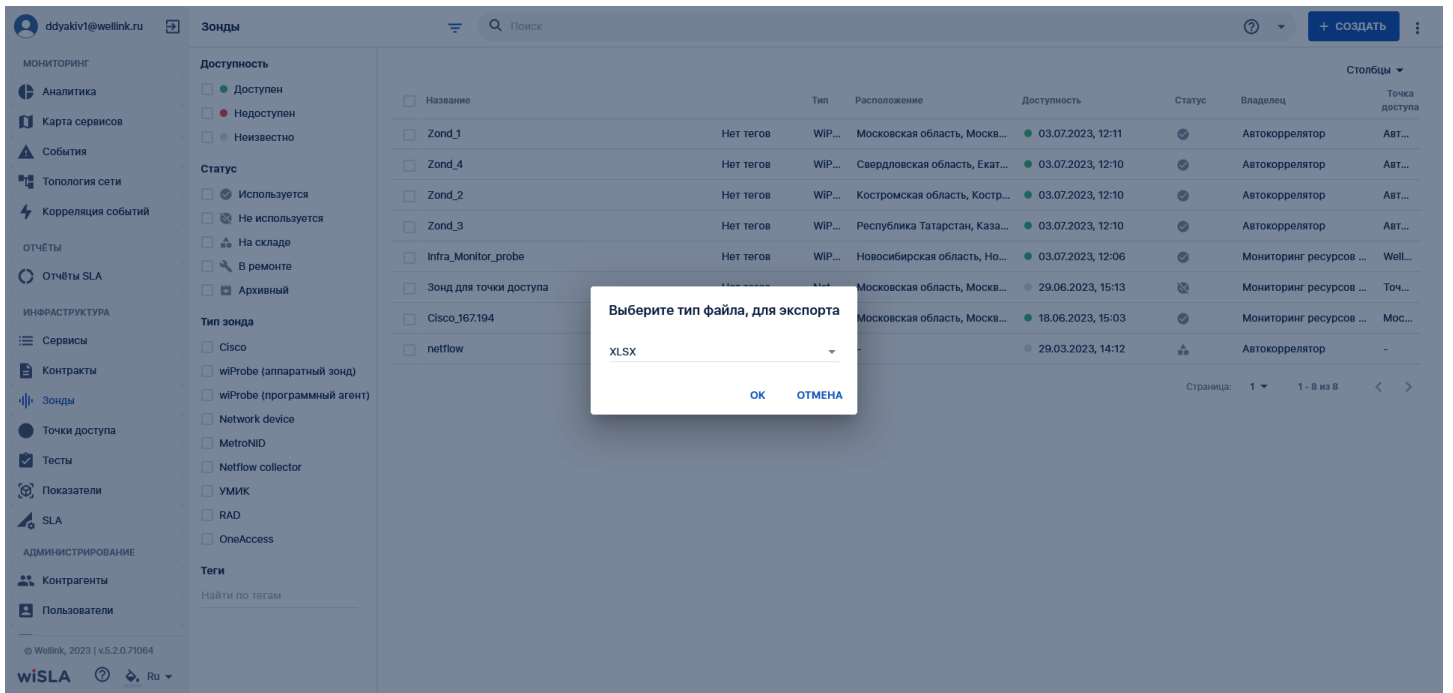 ddyakiv1@wellink.ru
Зонды
Поиск
+ СОЗДАТЬ
МОНИТОРИНГ
Аналитика
Карта сервисов
События
Топология сети
Корреляция событий
ОТЧЁТЫ
Отчёты SLA
ИНФРАСТРУКТУРА
Сервисы
Контракты
Зонды
Точки доступа
Тесты
Показатели
SLA
АДМИНИСТРИРОВАНИЕ
Контрагенты
Пользователи
© Wellink, 2023 | v.5.2.0.71064
wiSLA
Ru
Доступность
Доступен
Недоступен
Неизвестно
Статус
Используется
Не используется
На складе
В ремонте
Архивный
Тип зонда
Cisco
wiProbe (аппаратный зонд)
wiProbe (программный агент)
Network device
MetroNID
Netflow collector
УМИК
RAD
OneAccess
Теги
Найти по тегам
Столбцы
Название Тип Расположение Доступность Статус Владелец Точка доступа
Zond_1 Нет тегов WiP... Московская область, Москв... 03.07.2023, 12:11 Автокоррелятор Авт...
Zond_4 Нет тегов WiP... Свердловская область, Екат... 03.07.2023, 12:10 Автокоррелятор Авт...
Zond_2 Нет тегов WiP... Костромская область, Костр... 03.07.2023, 12:10 Автокоррелятор Авт...
Zond_3 Нет тегов WiP... Республика Татарстан, Каза... 03.07.2023, 12:10 Автокоррелятор Авт...
Infra_Monitor_probe Нет тегов WiP... Новосибирская область, Но... 03.07.2023, 12:06 Мониторинг ресурсов ... Well...
Зонд для точки доступа Московская область, Москв... 29.06.2023, 15:13 Мониторинг ресурсов ... Точ...
Cisco_167.194 Московская область, Москв... 18.06.2023, 15:03 Мониторинг ресурсов ... Мос...
netflow - 29.03.2023, 14:12 Автокоррелятор -
Страница: 1 1 - 8 из 8
Выберите тип файла, для экспорта
XLSX
ОК ОТМЕНА